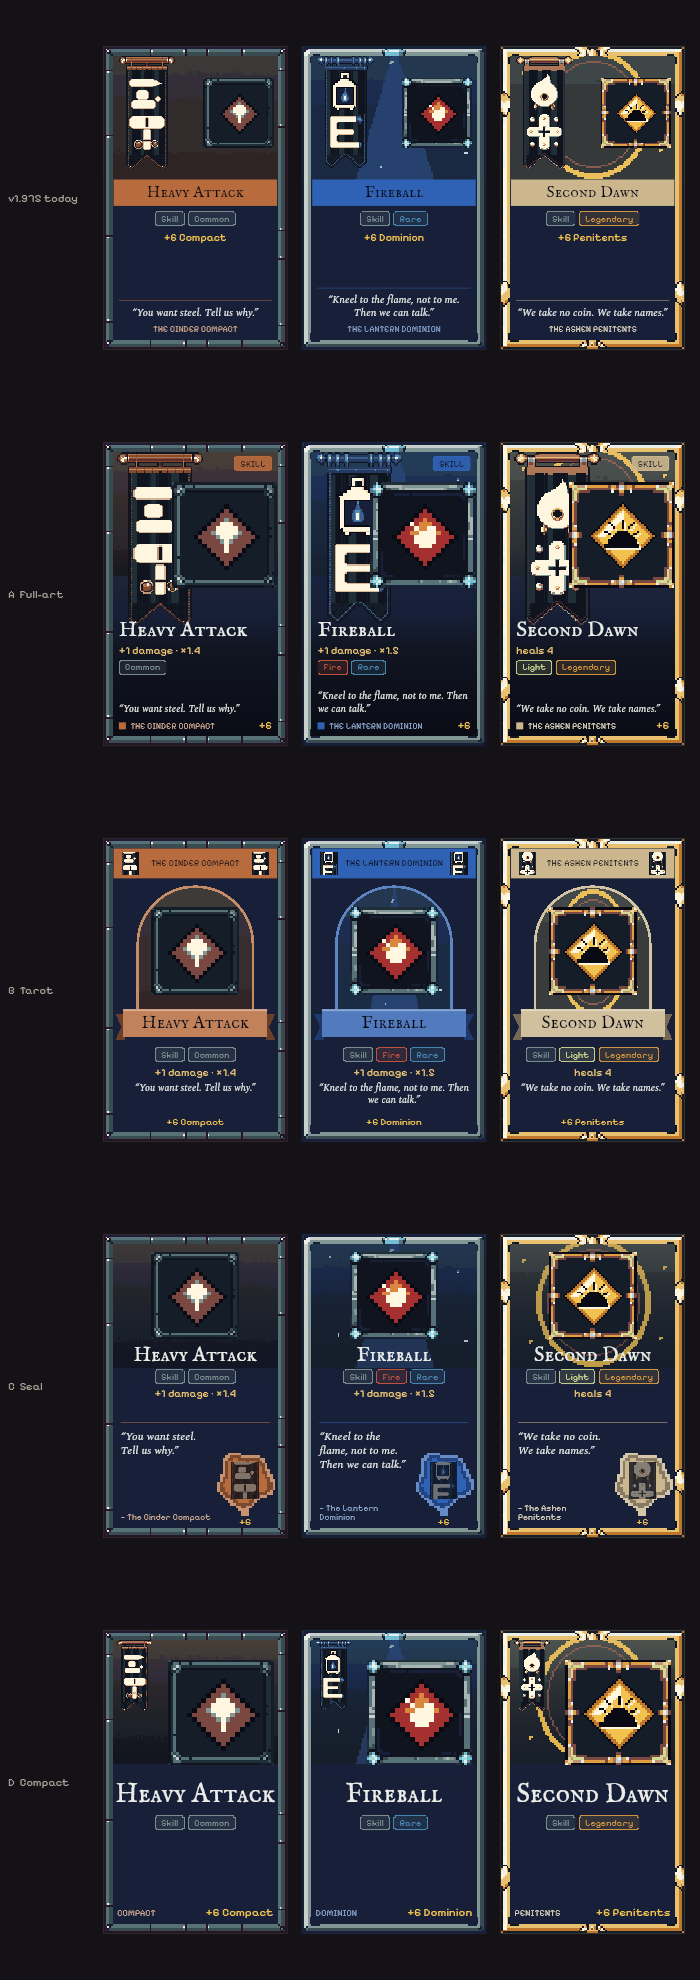 v1.975 today
Heavy Attack
Skill Common
+6 Compact
“You want steel. Tell us why.”
THE CINDER COMPACT
E
Fireball
Skill Rare
+6 Dominion
“Kneel to the flame, not to me.
Then we can talk.”
THE LANTERN DOMINION
Second Dawn
Skill Legendary
+6 Penitents
“We take no coin. We take names.”
THE ASHEN PENITENTS
A Full-art
SKILL
Heavy Attack
+1 damage · ×1.4
Common
“You want steel. Tell us why.”
THE CINDER COMPACT +6
SKILL
E
Fireball
+1 damage · ×1.5
Fire Rare
“Kneel to the flame, not to me. Then
we can talk.”
THE LANTERN DOMINION +6
SKILL
Second Dawn
heals 4
Light Legendary
“We take no coin. We take names.”
THE ASHEN PENITENTS +6
B Tarot
THE CINDER COMPACT
Heavy Attack
Skill Common
+1 damage · ×1.4
“You want steel. Tell us why.”
+6 Compact
E THE LANTERN DOMINION E
Fireball
Skill Fire Rare
+1 damage · ×1.5
“Kneel to the flame, not to me. Then
we can talk.”
+6 Dominion
THE ASHEN PENITENTS
Second Dawn
Skill Light Legendary
heals 4
“We take no coin. We take names.”
+6 Penitents
C Seal
Heavy Attack
Skill Common
+1 damage · ×1.4
“You want steel.
Tell us why.”
– The Cinder Compact
+6
Fireball
Skill Fire Rare
+1 damage · ×1.5
“Kneel to the
flame, not to me.
Then we can talk.”
E
– The Lantern
Dominion
+6
Second Dawn
Skill Light Legendary
heals 4
“We take no coin.
We take names.”
– The Ashen
Penitents
+6
D Compact
Heavy Attack
Skill Common
COMPACT +6 Compact
E
Fireball
Skill Rare
DOMINION +6 Dominion
Second Dawn
Skill Legendary
PENITENTS +6 Penitents